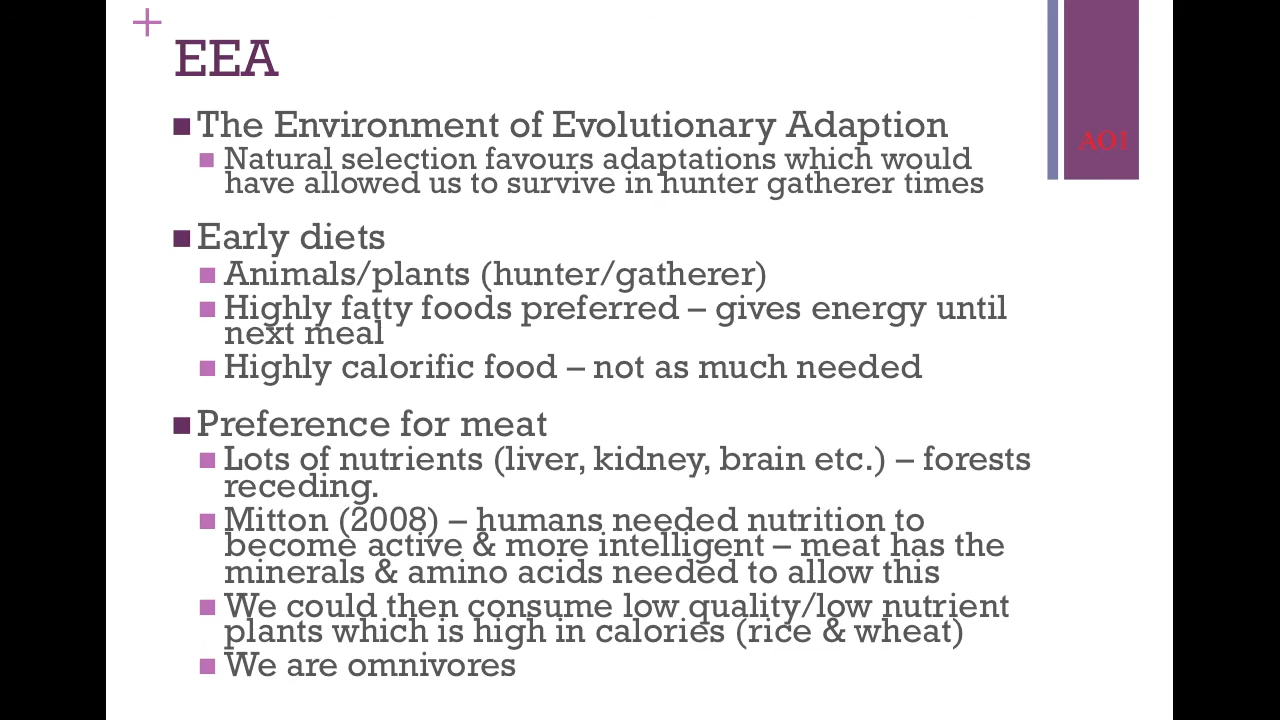 +
EEA
AO1
The Environment of Evolutionary Adaption
Natural selection favours adaptations which would
have allowed us to survive in hunter gatherer times
Early diets
Animals/plants (hunter/gatherer)
Highly fatty foods preferred – gives energy until
next meal
Highly calorific food – not as much needed
Preference for meat
Lots of nutrients (liver, kidney, brain etc.) – forests
receding.
Mitton (2008) – humans needed nutrition to
become active & more intelligent – meat has the
minerals & amino acids needed to allow this
We could then consume low quality/low nutrient
plants which is high in calories (rice & wheat)
We are omnivores